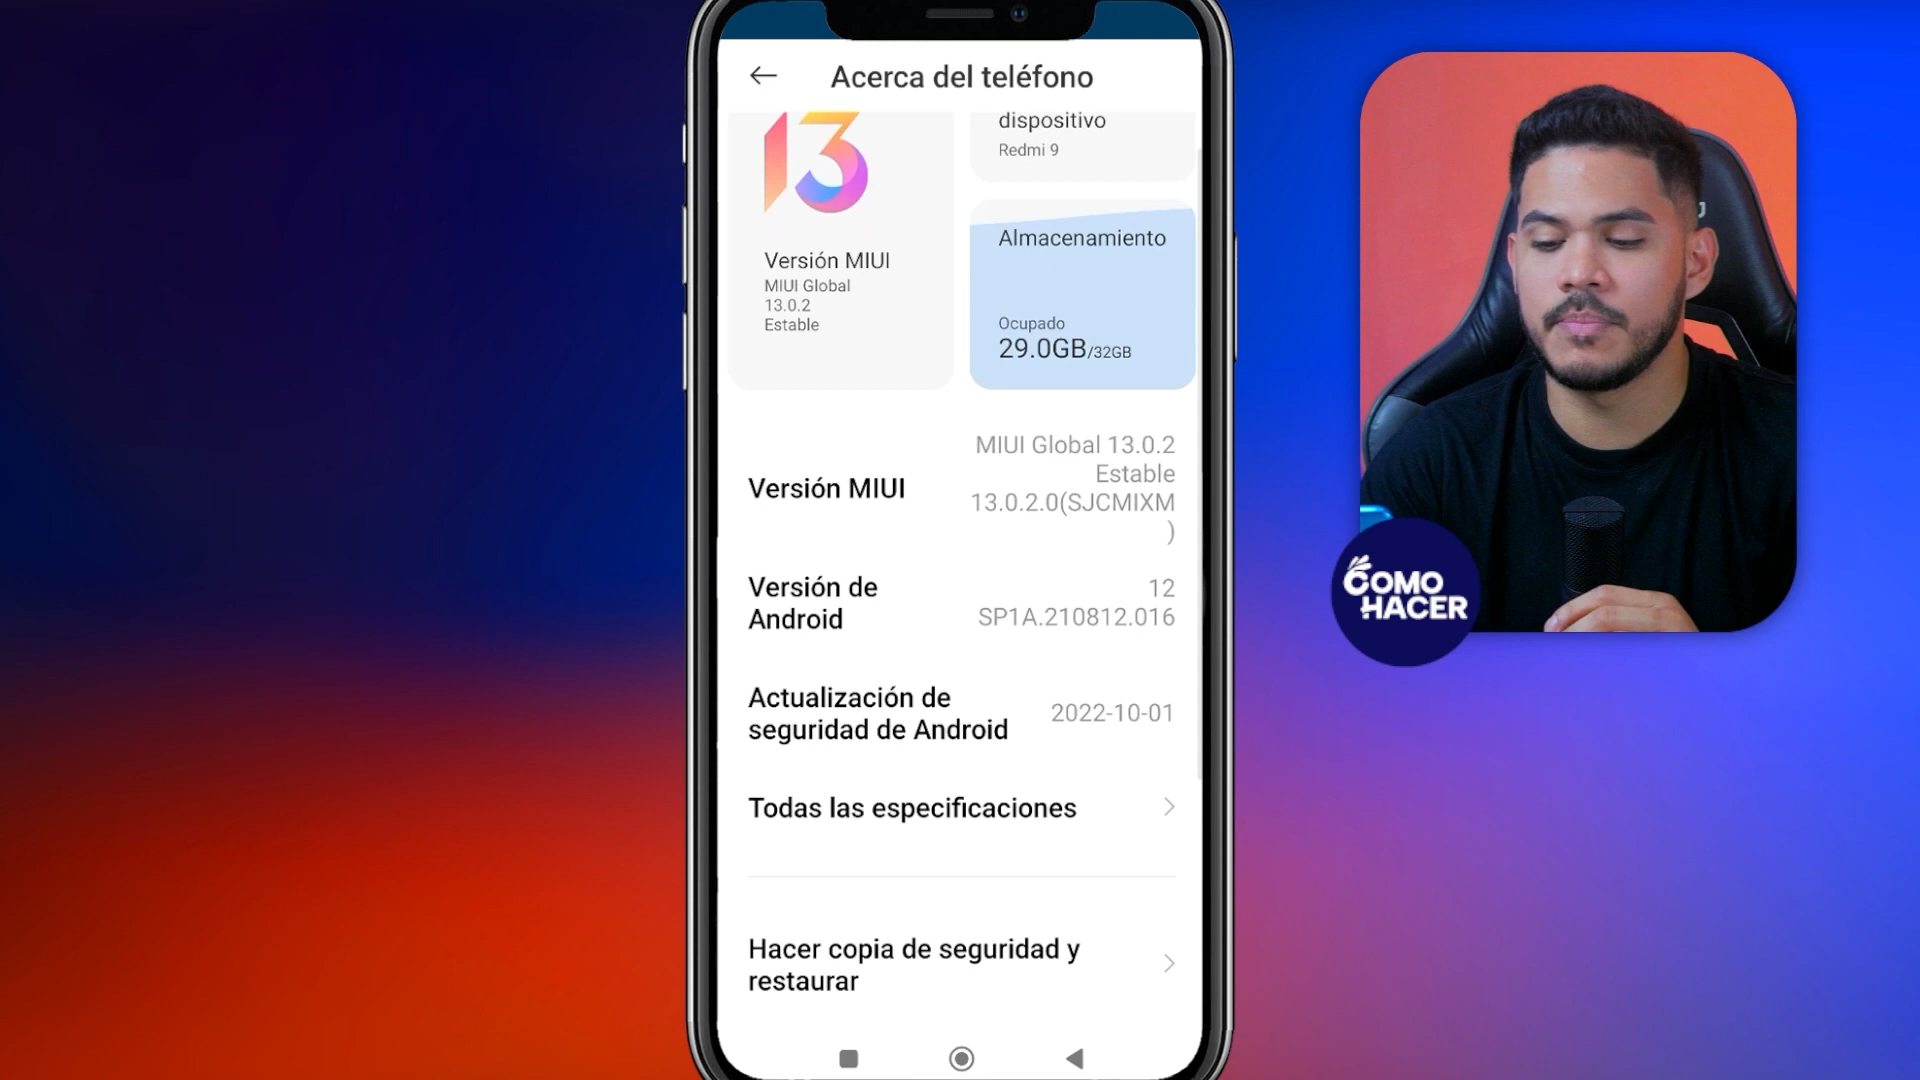 Acerca del teléfono
13
dispositivo
Redmi 9
Versión MIUI
MIUI Global
13.0.2
Estable
Almacenamiento
Ocupado
29.0GB/32GB
Versión MIUI
MIUI Global 13.0.2
Estable
13.0.2.0(SJCMIXM
)
Versión de
Android
12
SP1A.210812.016
Actualización de
seguridad de Android
2022-10-01
Todas las especificaciones
Hacer copia de seguridad y
restaurar
COMO
HACER